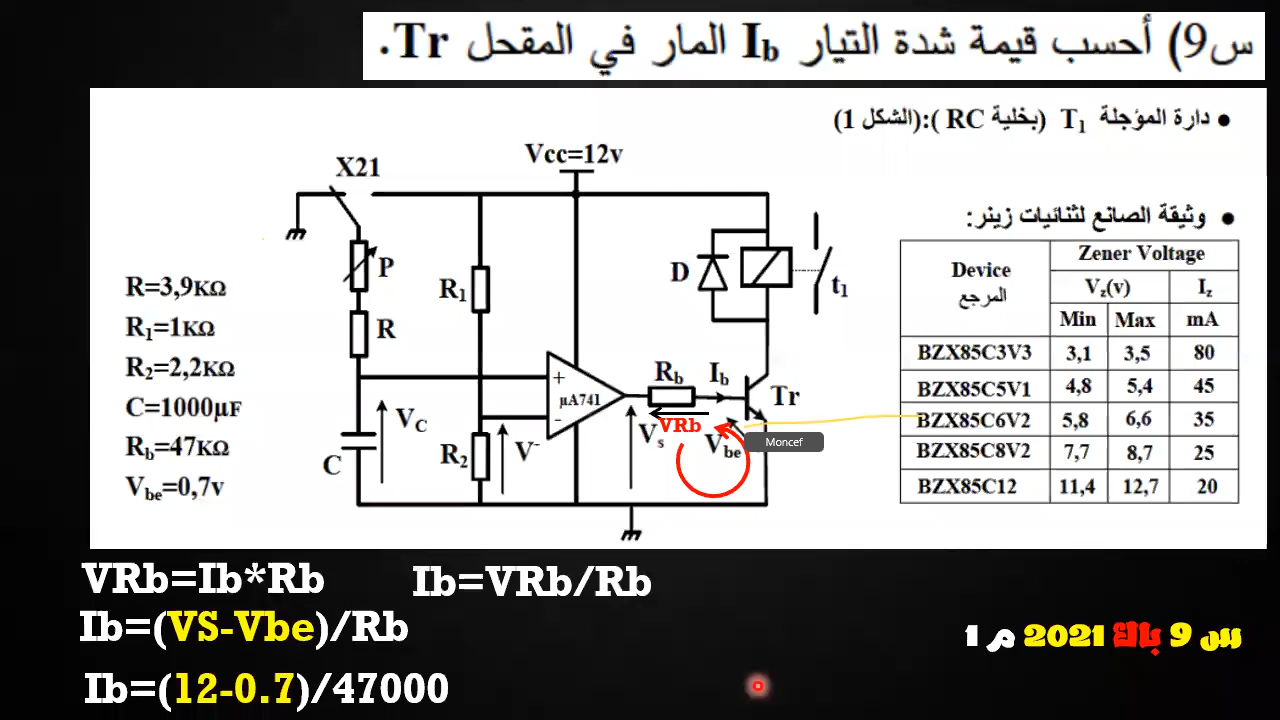 س9) أحسب قيمة شدة التيار Ib المار في المقحل Tr.
● دارة المؤجلة T1 (بخلية RC ):(الشكل 1)
Vcc=12v
X21
● وثيقة الصانع لثنائيات زينر:
Device المرجع Zener Voltage
Vz(v) Iz
Min Max mA
BZX85C3V3 3,1 3,5 80
BZX85C5V1 4,8 5,4 45
BZX85C6V2 5,8 6,6 35
BZX85C8V2 7,7 8,7 25
BZX85C12 11,4 12,7 20
R=3,9KΩ
R1=1KΩ
R2=2,2KΩ
C=1000µF
Rb=47KΩ
Vbe=0,7v
P
R
R1
D
t1
+
µA741
-
Rb
Ib
Tr
VRb
VC
Vs
Vbe
Moncef
C
R2
V-
VRb=Ib*Rb Ib=VRb/Rb
Ib=(VS-Vbe)/Rb
س 9 باك 2021 م 1
Ib=(12-0.7)/47000